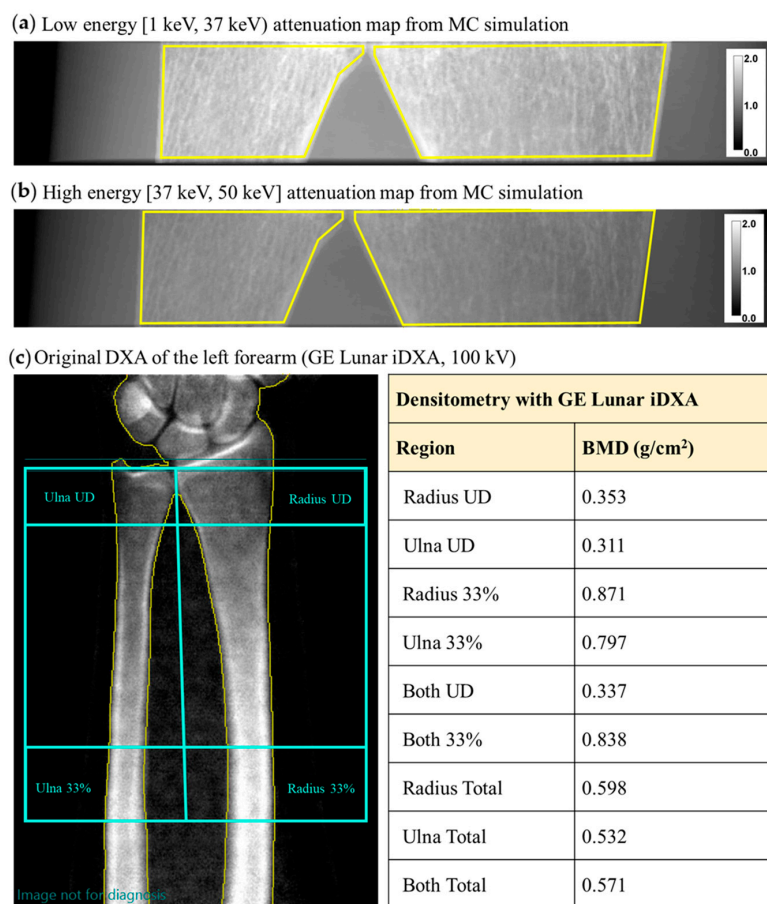 (a) Low energy [1 keV, 37 keV) attenuation map from MC simulation
2.0
1.0
0.0
(b) High energy [37 keV, 50 keV] attenuation map from MC simulation
2.0
1.0
0.0
(c) Original DXA of the left forearm (GE Lunar iDXA, 100 kV)
Ulna UD
Radius UD
Ulna 33%
Radius 33%
Image not for diagnosis
Densitometry with GE Lunar iDXA
Region BMD (g/cm²)
Radius UD 0.353
Ulna UD 0.311
Radius 33% 0.871
Ulna 33% 0.797
Both UD 0.337
Both 33% 0.838
Radius Total 0.598
Ulna Total 0.532
Both Total 0.571